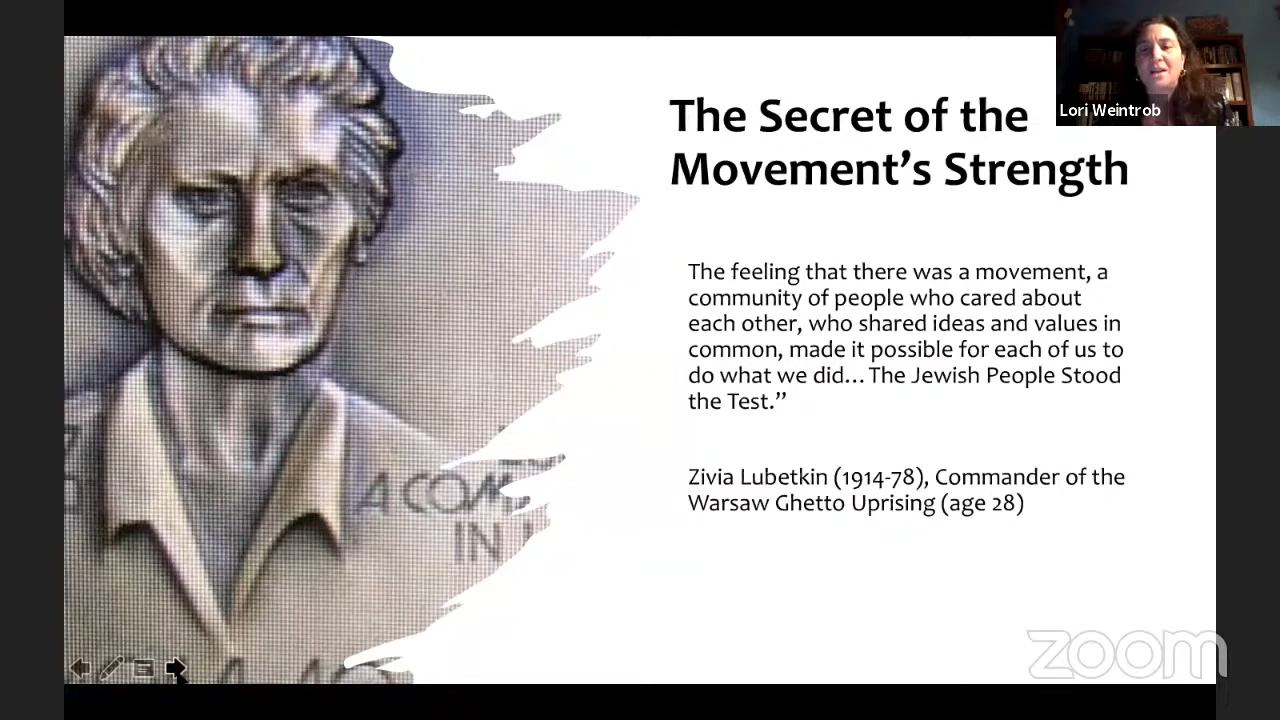 Lori Weintrob
The Secret of the
Movement’s Strength
The feeling that there was a movement, a
community of people who cared about
each other, who shared ideas and values in
common, made it possible for each of us to
do what we did… The Jewish People Stood
the Test.”
Zivia Lubetkin (1914-78), Commander of the
Warsaw Ghetto Uprising (age 28)
A COM
IN
zoom